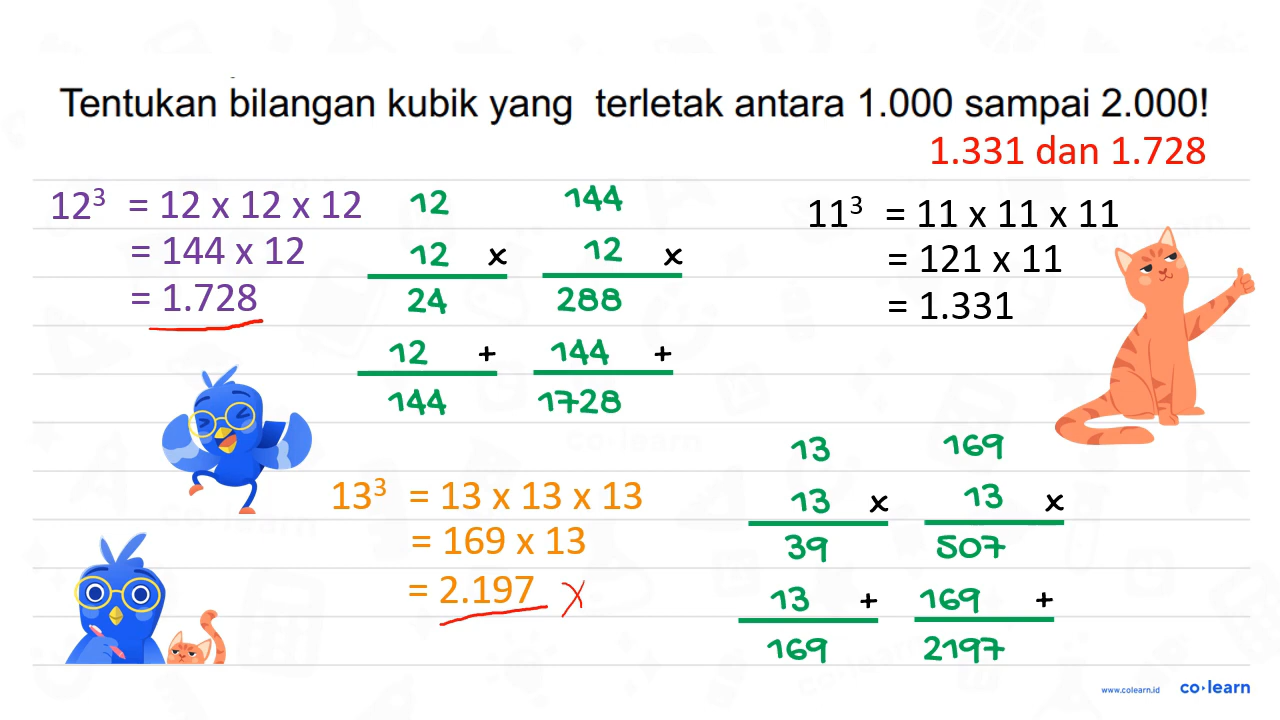 Tentukan bilangan kubik yang terletak antara 1.000 sampai 2.000!
1.331 dan 1.728
12³ = 12 x 12 x 12
= 144 x 12
= 1.728
12
12 x
24
12 +
144
144
12 x
288
144 +
1728
11³ = 11 x 11 x 11
= 121 x 11
= 1.331
13³ = 13 x 13 x 13
= 169 x 13
= 2.197 X
13
13 x
39
13 +
169
169
13 x
507
169 +
2197
www.colearn.id
co learn